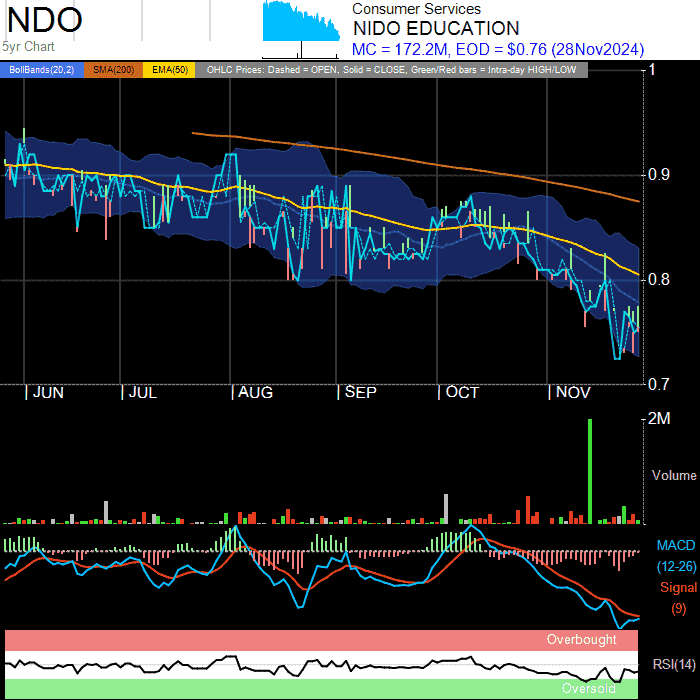 NDO
5yr Chart
Consumer Services
NIDO EDUCATION
MC = 172.2M, EOD = $0.76 (28Nov2024)
BollBands(20,2) SMA(200) EMA(50) OHLC Prices: Dashed = OPEN, Solid = CLOSE, Green/Red bars = Intra-day HIGH/LOW
1
0.9
0.8
0.7
JUN JUL AUG SEP OCT NOV
2M
Volume
MACD
(12-26)
Signal
(9)
Overbought
RSI(14)
Oversold